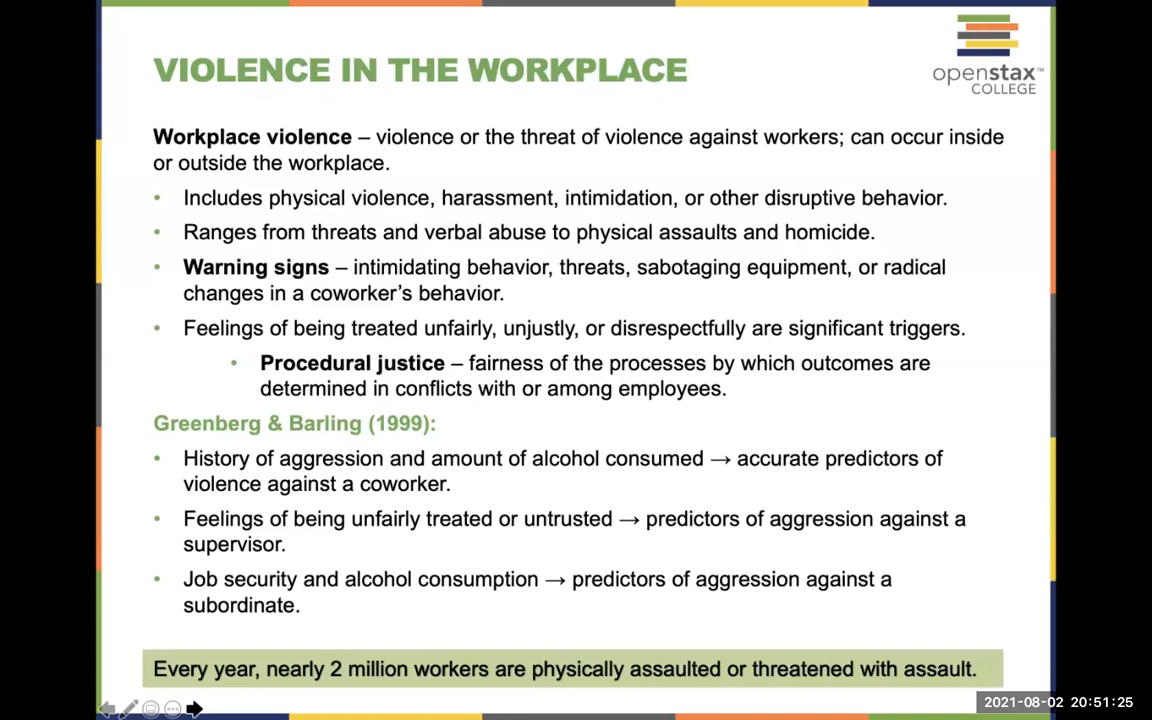 openstax™
COLLEGE
VIOLENCE IN THE WORKPLACE
Workplace violence – violence or the threat of violence against workers; can occur inside
or outside the workplace.
• Includes physical violence, harassment, intimidation, or other disruptive behavior.
• Ranges from threats and verbal abuse to physical assaults and homicide.
• Warning signs – intimidating behavior, threats, sabotaging equipment, or radical
changes in a coworker’s behavior.
• Feelings of being treated unfairly, unjustly, or disrespectfully are significant triggers.
• Procedural justice – fairness of the processes by which outcomes are
determined in conflicts with or among employees.
Greenberg & Barling (1999):
• History of aggression and amount of alcohol consumed → accurate predictors of
violence against a coworker.
• Feelings of being unfairly treated or untrusted → predictors of aggression against a
supervisor.
• Job security and alcohol consumption → predictors of aggression against a
subordinate.
Every year, nearly 2 million workers are physically assaulted or threatened with assault.
2021-08-02 20:51:25